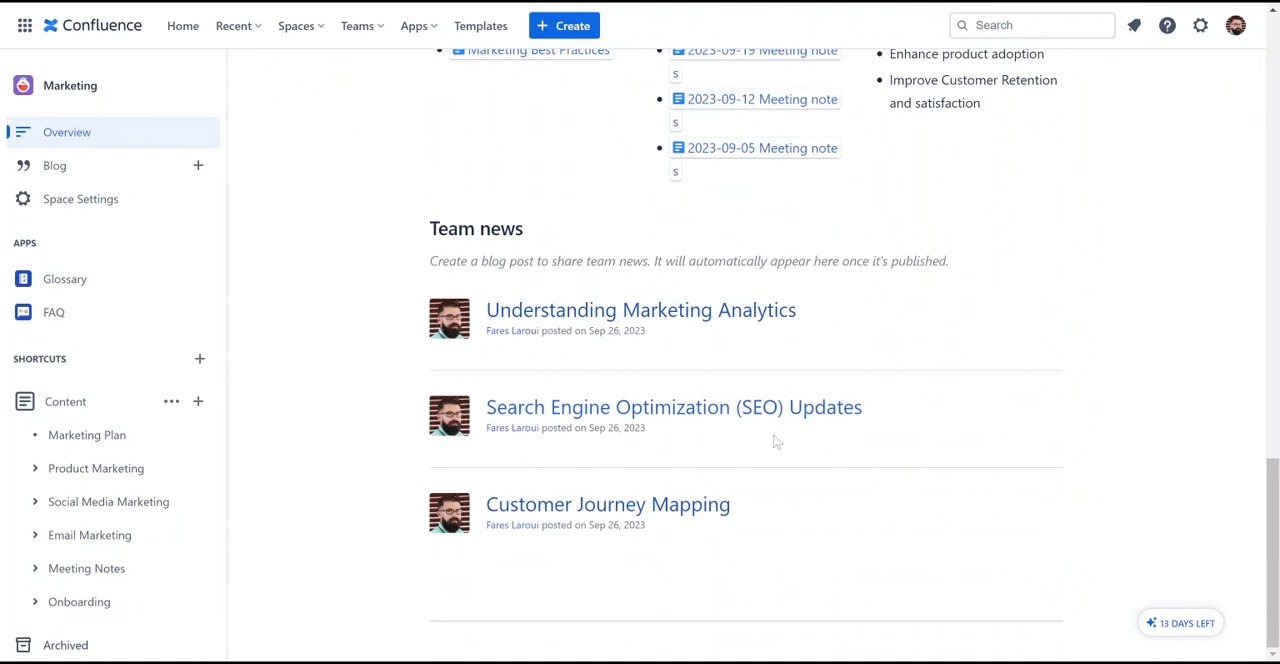 Confluence
Home
Recent
Spaces
Teams
Apps
Templates
+ Create
Search
Marketing
Overview
Blog
Space Settings
APPS
Glossary
FAQ
SHORTCUTS
Content
• Marketing Plan
Product Marketing
Social Media Marketing
Email Marketing
Meeting Notes
Onboarding
Archived
• Marketing Best Practices
• 2023-09-19 Meeting note
s
• 2023-09-12 Meeting note
s
• 2023-09-05 Meeting note
s
• Enhance product adoption
• Improve Customer Retention
and satisfaction
Team news
Create a blog post to share team news. It will automatically appear here once it's published.
Understanding Marketing Analytics
Fares Laroui posted on Sep 26, 2023
Search Engine Optimization (SEO) Updates
Fares Laroui posted on Sep 26, 2023
Customer Journey Mapping
Fares Laroui posted on Sep 26, 2023
13 DAYS LEFT